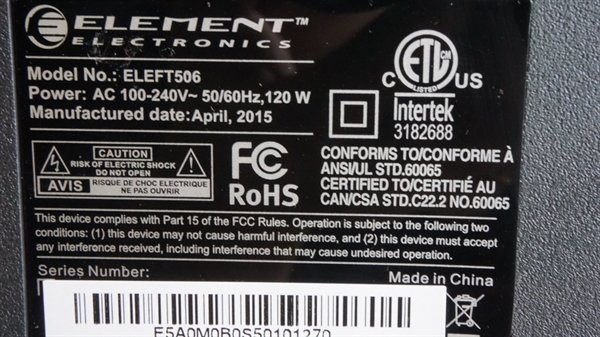 ELEMENT™
ELECTRONICS
Model No.: ELEFT506
Power: AC 100-240V~ 50/60Hz,120 W
Manufactured date:April, 2015
C ETL CM US
LISTED
Intertek
3182688
CAUTION
RISK OF ELECTRIC SHOCK
DO NOT OPEN
AVIS
RISQUE DE CHOC ELECTRIQUE
NE PAS OUVRIR
FC
RoHS
CONFORMS TO/CONFORME À
ANSI/UL STD.60065
CERTIFIED TO/CERTIFIÉ AU
CAN/CSA STD.C22.2 NO.60065
This device complies with Part 15 of the FCC Rules. Operation is subject to the following two
conditions: (1) this device may not cause harmful interference, and (2) this device must accept
any interference received, including interference that may cause undesired operation.
Series Number:
Made in China
E5A0M0B0S50101270